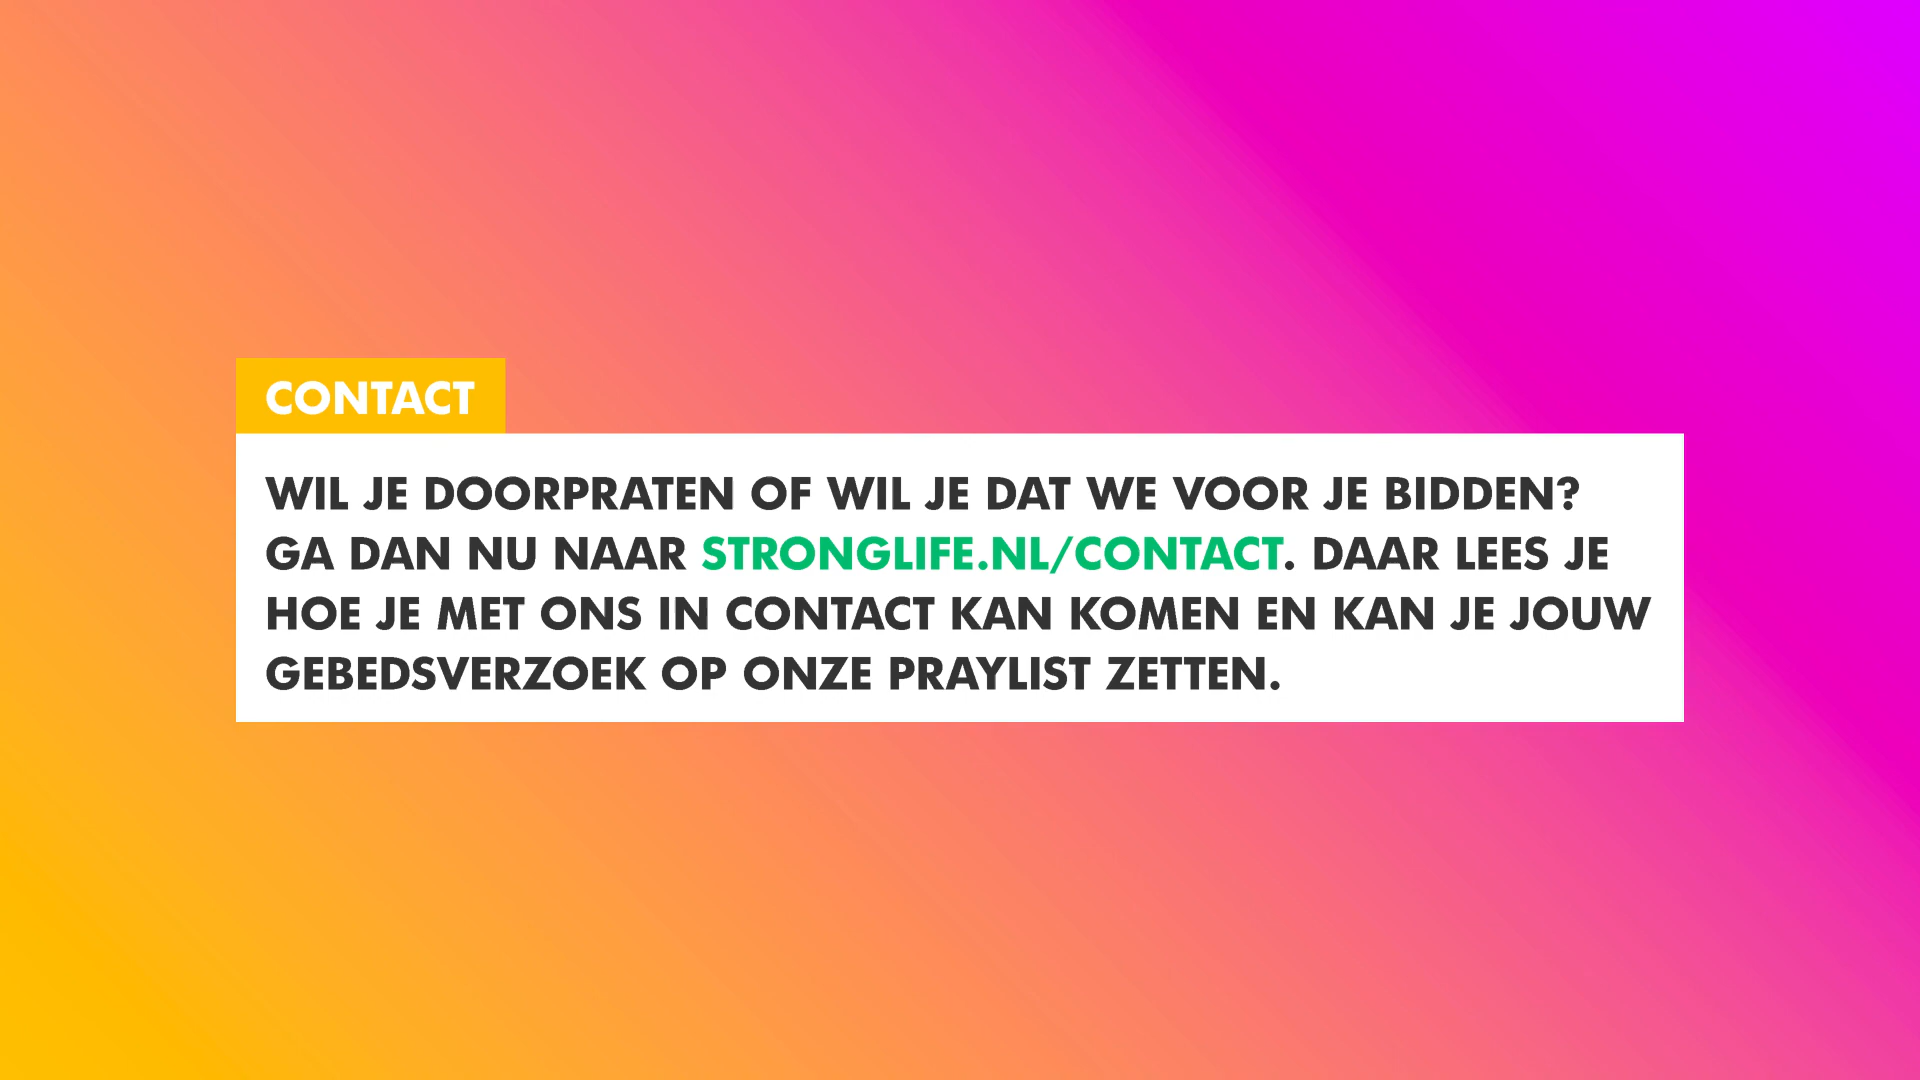 CONTACT
WIL JE DOORPRATEN OF WIL JE DAT WE VOOR JE BIDDEN?
GA DAN NU NAAR STRONGLIFE.NL/CONTACT. DAAR LEES JE
HOE JE MET ONS IN CONTACT KAN KOMEN EN KAN JE JOUW
GEBEDSVERZOEK OP ONZE PRAYLIST ZETTEN.